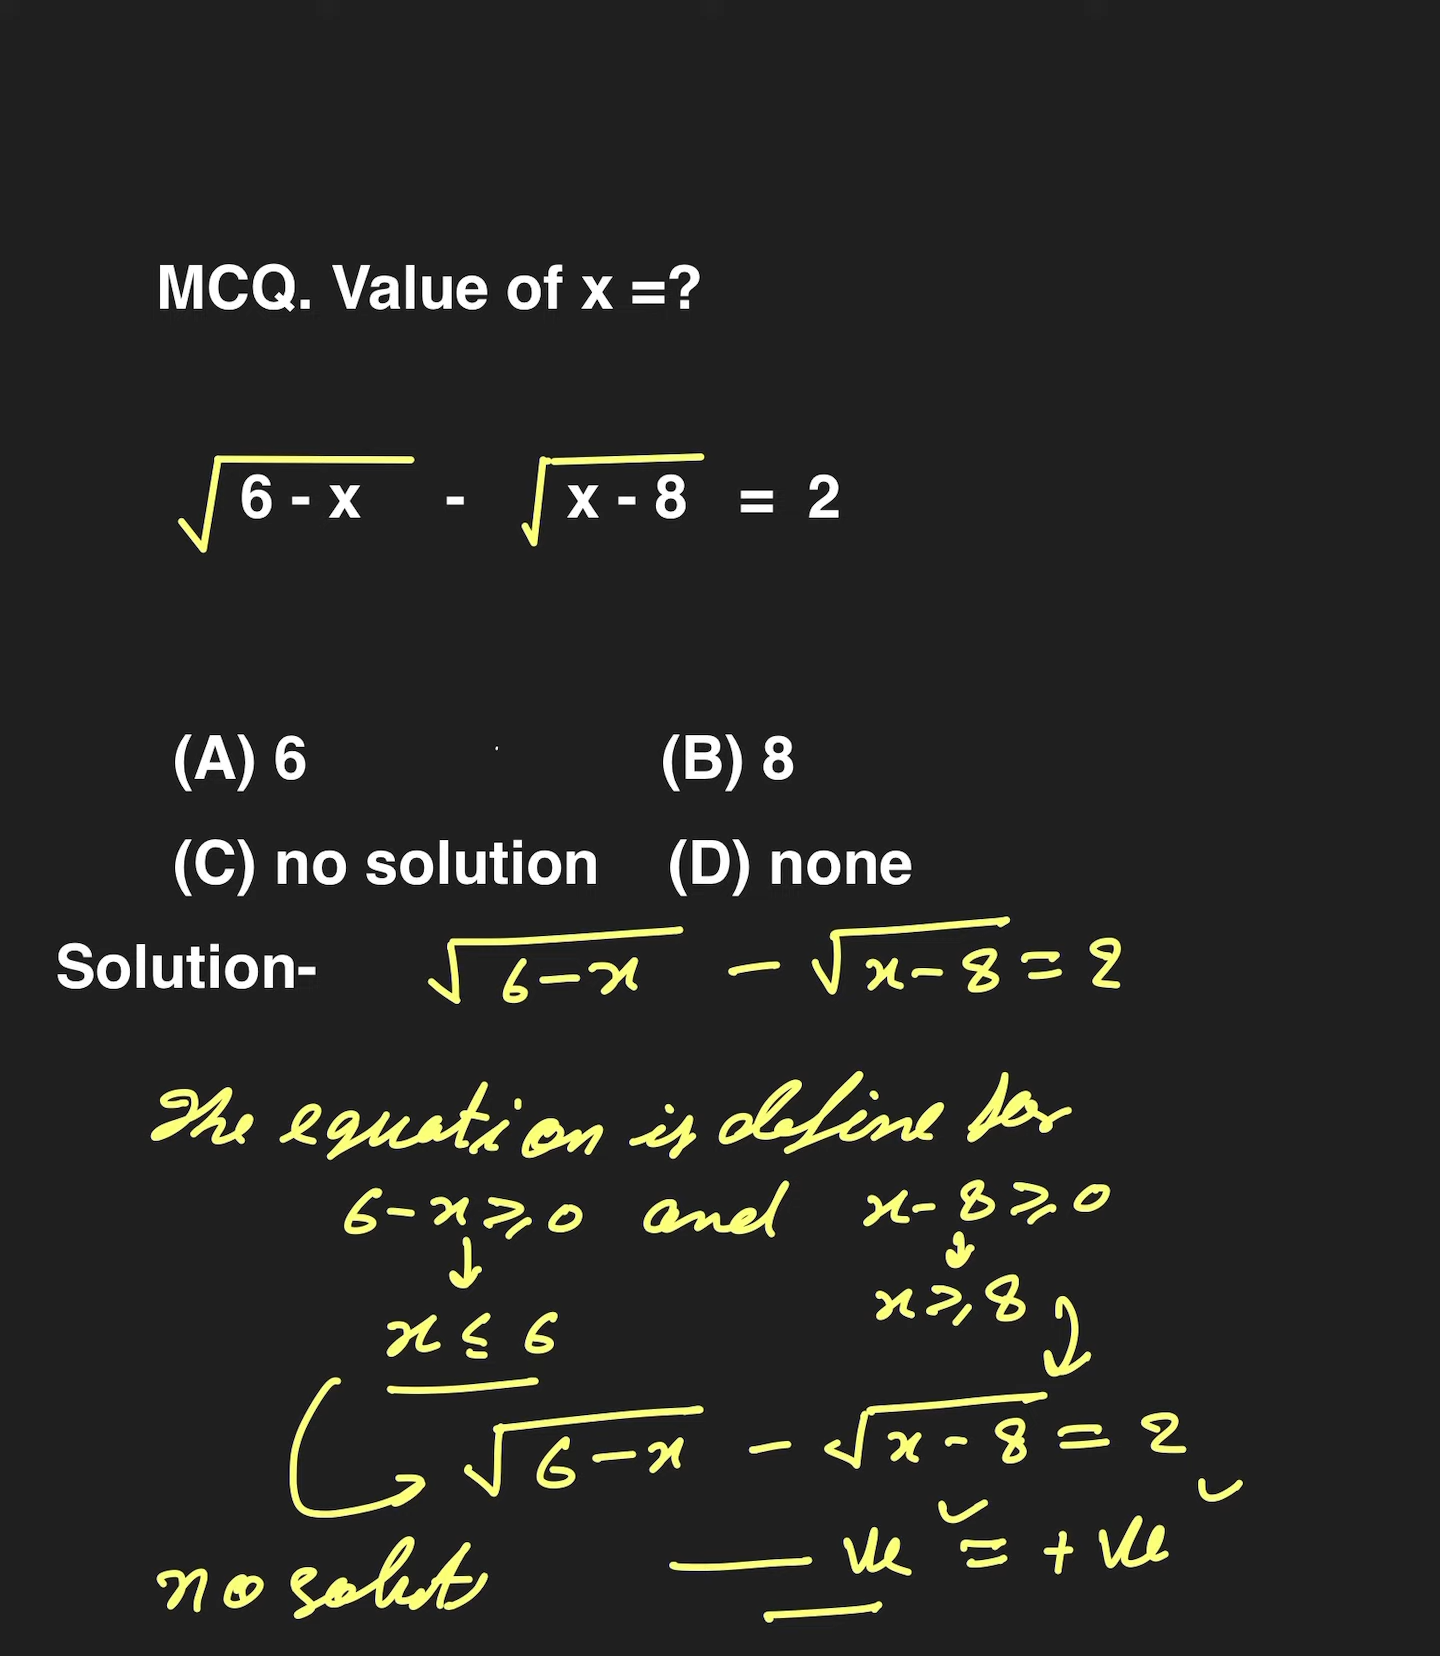 MCQ. Value of x =?
√6 - x - √x - 8 = 2
(A) 6 (B) 8
(C) no solution (D) none
Solution- √6-x - √x-8 = 2
The equation is define for
6-x≥0 and x-8≥0
↓ ↓
x≥8
x≤6
√6-x - √x-8 = 2
— ve = +ve
no solut